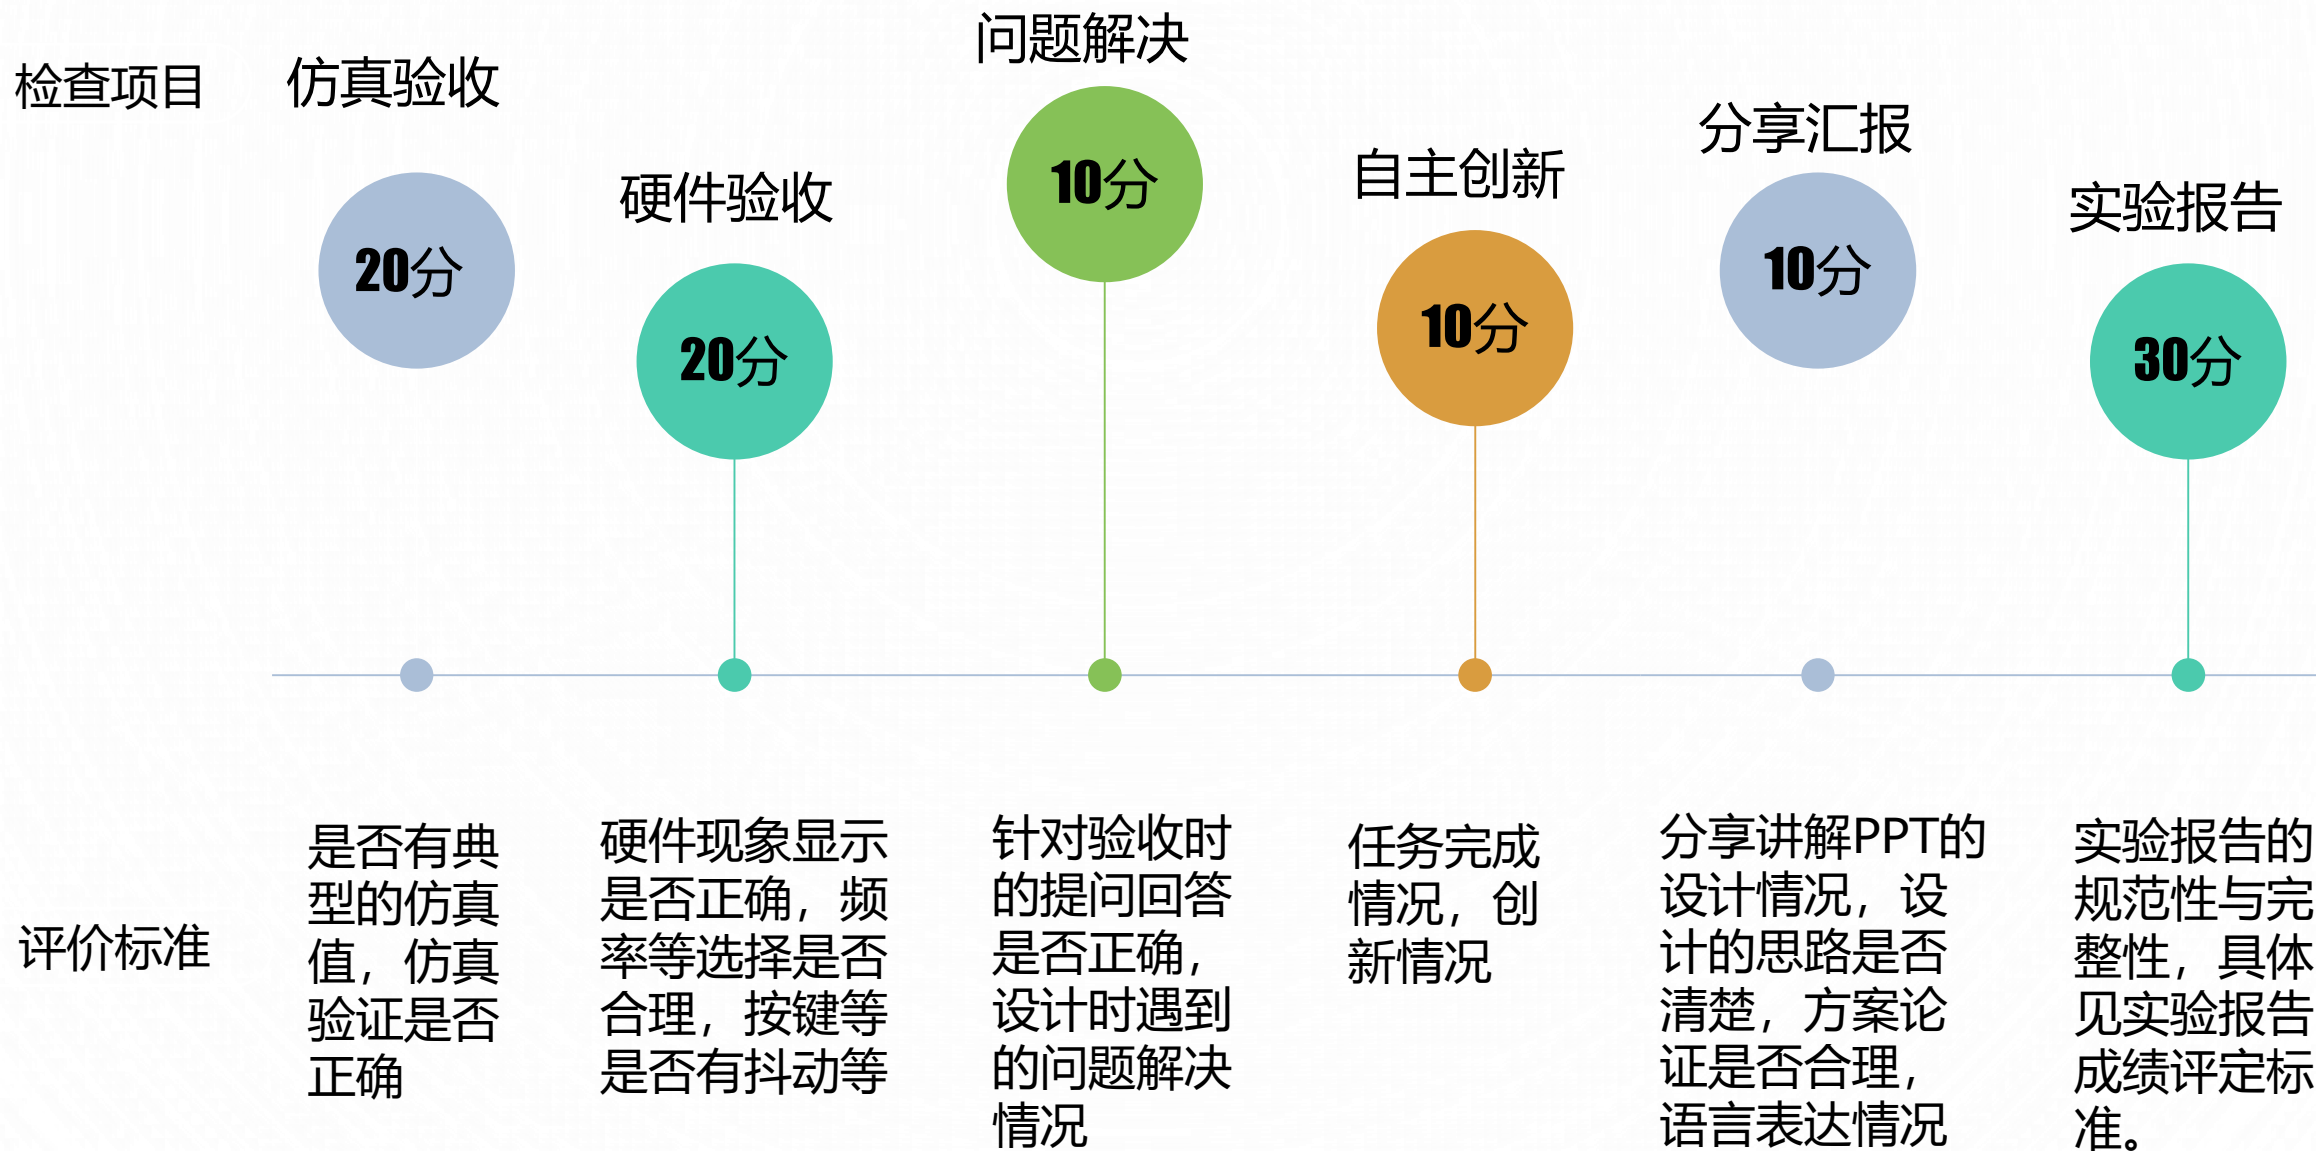 检查项目
仿真验收
硬件验收
问题解决
自主创新
分享汇报
实验报告
20分
20分
10分
10分
10分
30分
评价标准
是否有典
型的仿真
值，仿真
验证是否
正确
硬件现象显示
是否正确，频
率等选择是否
合理，按键等
是否有抖动等
针对验收时
的提问回答
是否正确，
设计时遇到
的问题解决
情况
任务完成
情况，创
新情况
分享讲解PPT的
设计情况，设
计的思路是否
清楚，方案论
证是否合理，
语言表达情况
实验报告的
规范性与完
整性，具体
见实验报告
成绩评定标
准。